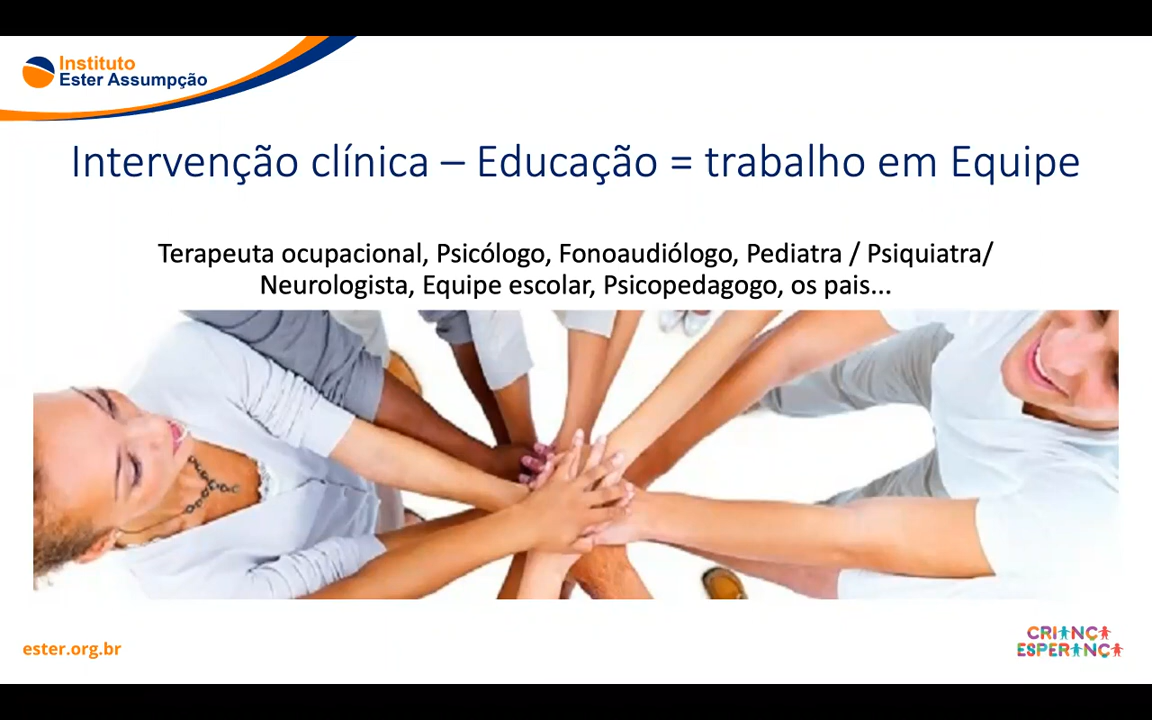 Instituto
Ester Assumpção
Intervenção clínica – Educação = trabalho em Equipe
Terapeuta ocupacional, Psicólogo, Fonoaudiólogo, Pediatra / Psiquiatra/
Neurologista, Equipe escolar, Psicopedagogo, os pais...
ester.org.br
CRIANÇA
ESPERANÇA